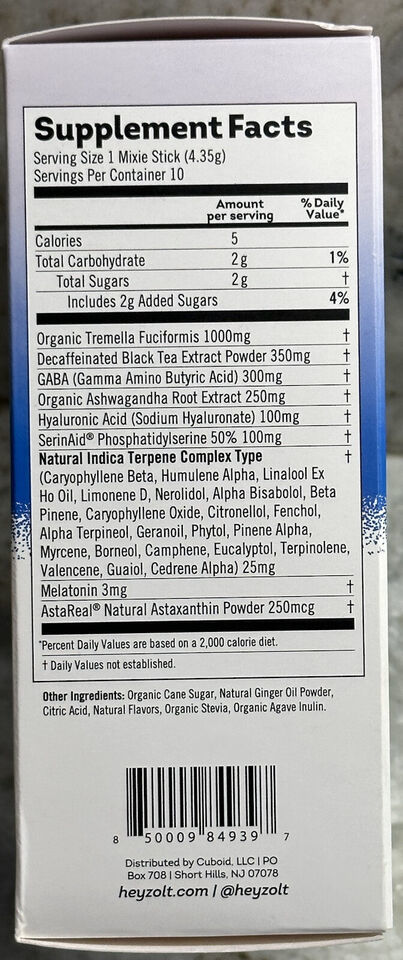 Supplement Facts
Serving Size 1 Mixie Stick (4.35g)
Servings Per Container 10
Amount per serving % Daily Value*
Calories 5
Total Carbohydrate 2g 1%
Total Sugars 2g †
Includes 2g Added Sugars 4%
Organic Tremella Fuciformis 1000mg †
Decaffeinated Black Tea Extract Powder 350mg †
GABA (Gamma Amino Butyric Acid) 300mg †
Organic Ashwagandha Root Extract 250mg †
Hyaluronic Acid (Sodium Hyaluronate) 100mg †
SerinAid® Phosphatidylserine 50% 100mg †
Natural Indica Terpene Complex Type †
(Caryophyllene Beta, Humulene Alpha, Linalool Ex
Ho Oil, Limonene D, Nerolidol, Alpha Bisabolol, Beta
Pinene, Caryophyllene Oxide, Citronellol, Fenchol,
Alpha Terpineol, Geraniol, Phytol, Pinene Alpha,
Myrcene, Borneol, Camphene, Eucalyptol, Terpinolene,
Valencene, Guaiol, Cedrene Alpha) 25mg
Melatonin 3mg †
AstaReal® Natural Astaxanthin Powder 250mcg †
*Percent Daily Values are based on a 2,000 calorie diet.
† Daily Values not established.
Other Ingredients: Organic Cane Sugar, Natural Ginger Oil Powder,
Citric Acid, Natural Flavors, Organic Stevia, Organic Agave Inulin.
8 50009 84939 7
Distributed by Cuboid, LLC | PO
Box 708 | Short Hills, NJ 07078
heyzolt.com | @heyzolt